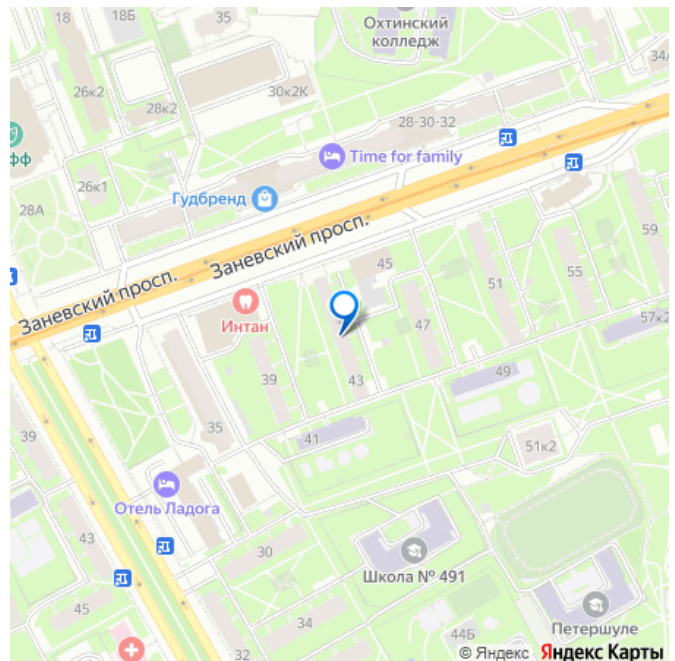 18
18Б
35
Охтинский
колледж
34/
26к2
28к2
30к2К
28-30-32
фф
Time for family
26к1
Гудбренд
28А
59
Заневский просп.
Заневский просп.
45
51
55
Интан
47
57к2
39
43
49
35
41
39
51к2
Отель Ладога
43
30
Школа № 491
45
34
44Б
Петершуле
32
© Яндекс Яндекс Карты